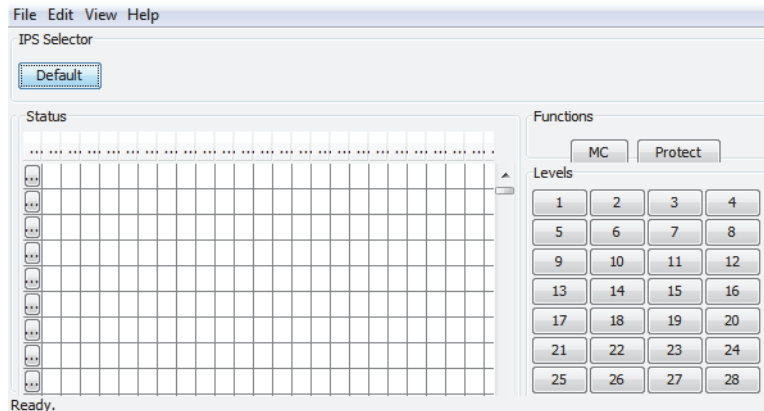 File Edit View Help
IPS Selector
Default
Status
... ... ... ... ... ... ... ... ... ... ... ... ... ... ... ... ... ... ... ... ... ... ... ... .
...
...
...
...
...
...
...
...
...
Functions
MC Protect
Levels
1 2 3 4
5 6 7 8
9 10 11 12
13 14 15 16
17 18 19 20
21 22 23 24
25 26 27 28
Ready.